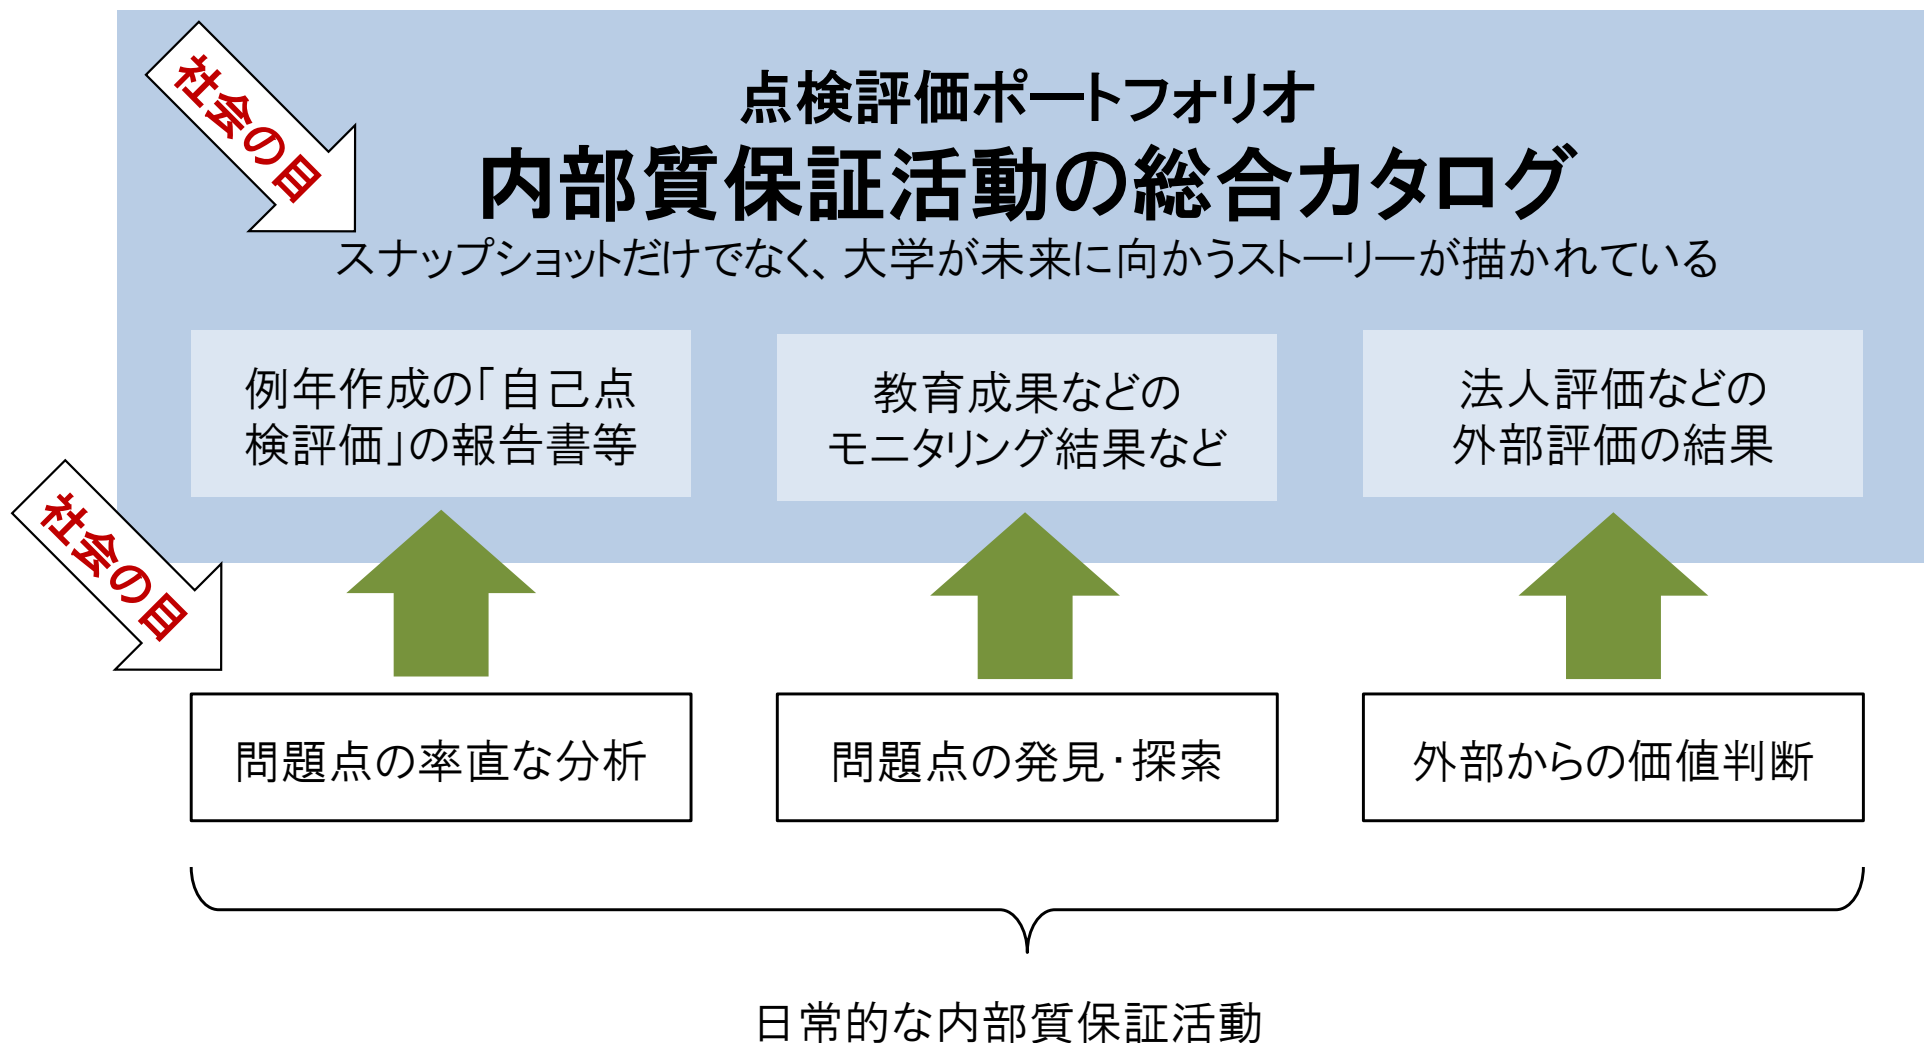 社会の目
点検評価ポートフォリオ
内部質保証活動の総合カタログ
スナップショットだけでなく、大学が未来に向かうストーリーが描かれている
例年作成の「自己点
検評価」の報告書等
教育成果などの
モニタリング結果など
法人評価などの
外部評価の結果
社会の目
問題点の率直な分析
問題点の発見・探索
外部からの価値判断
日常的な内部質保証活動